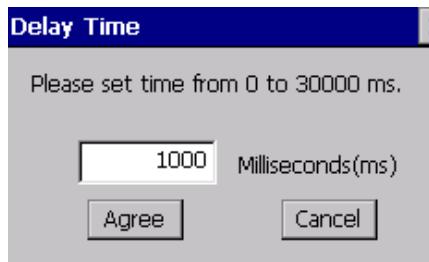 Delay Time
Please set time from 0 to 30000 ms.
1000 Milliseconds(ms)
Agree Cancel